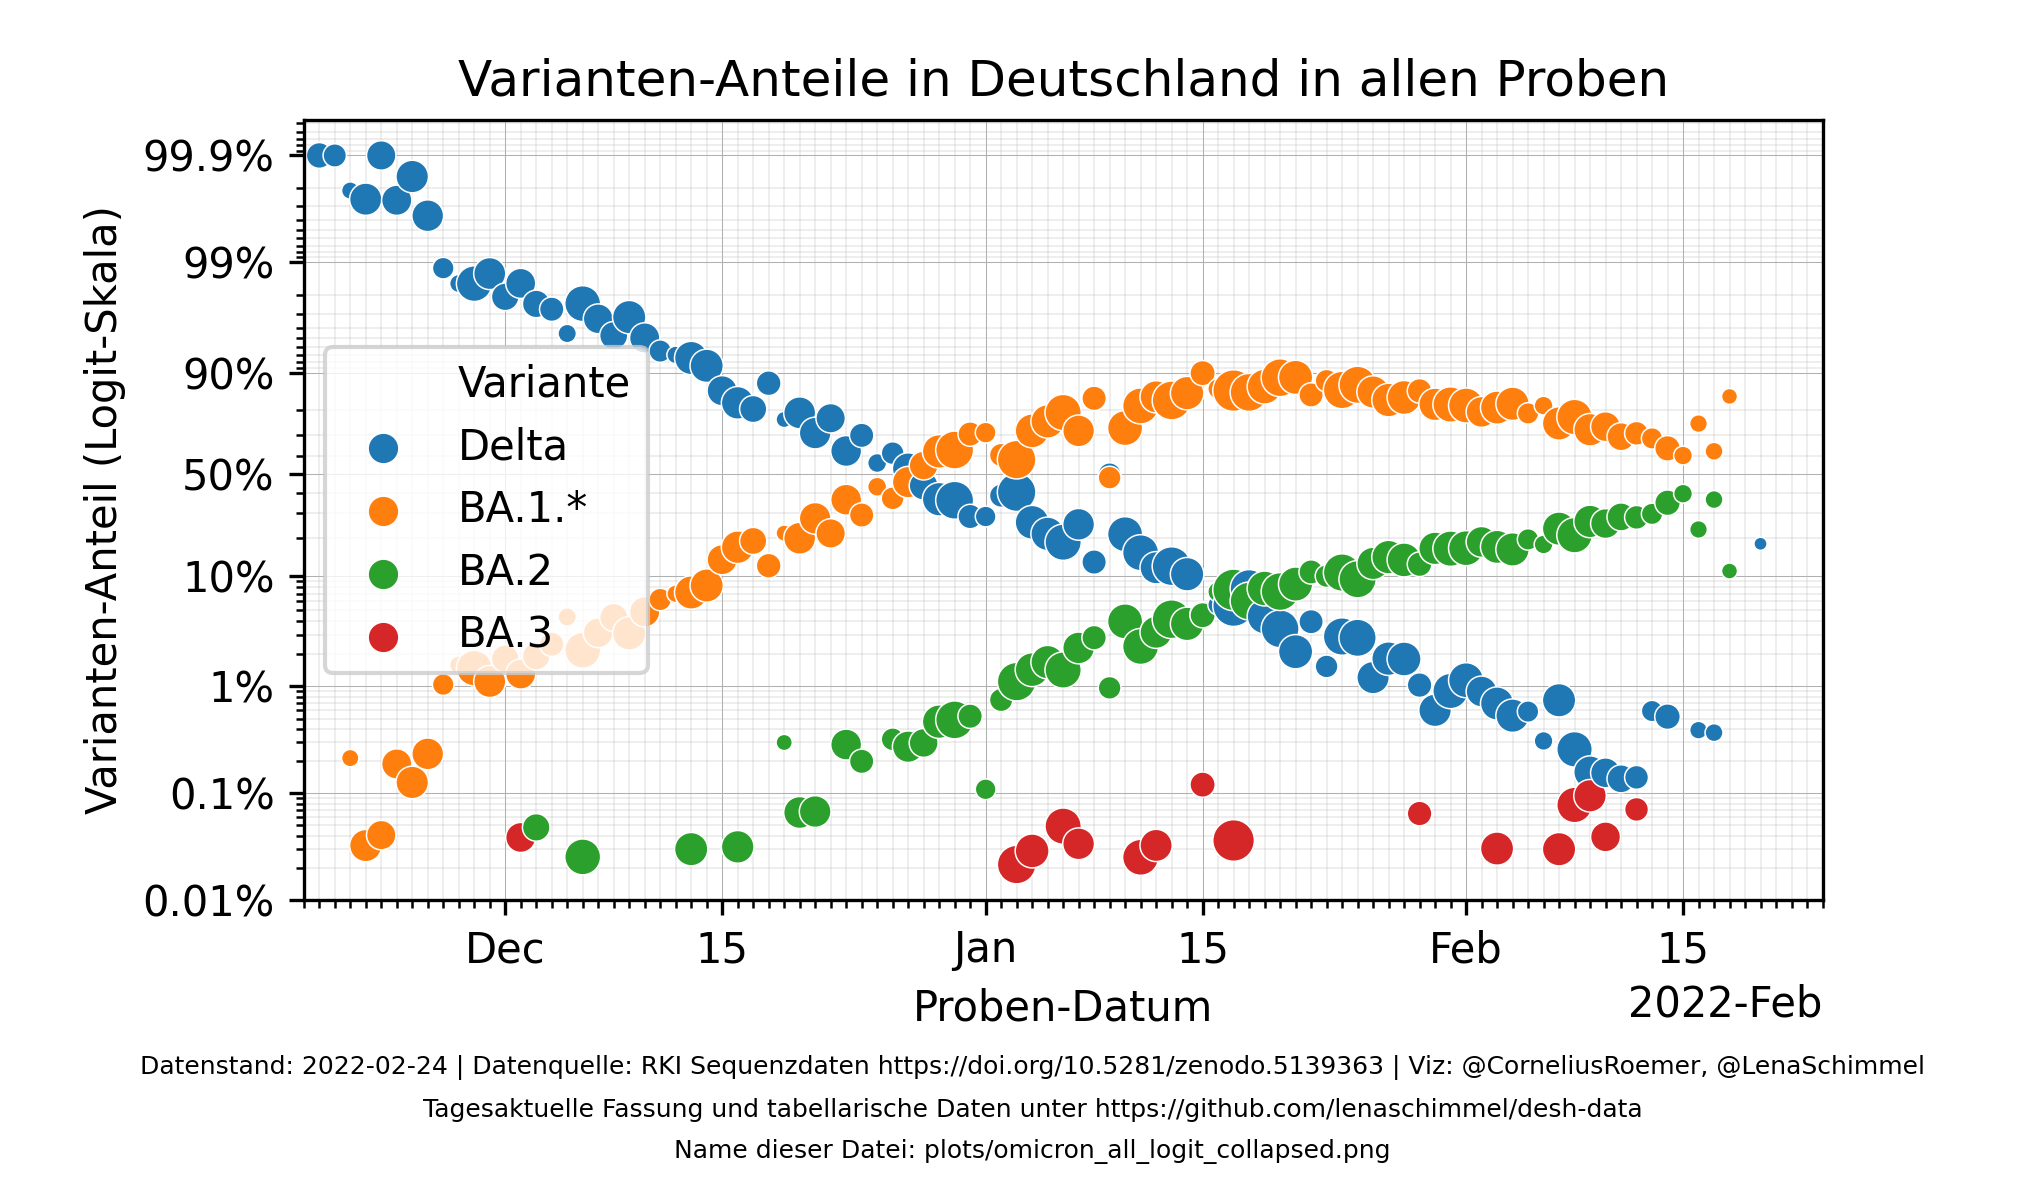 Varianten-Anteile in Deutschland in allen Proben
Varianten-Anteil (Logit-Skala)
99.9%
99%
90%
50%
10%
1%
0.1%
0.01%
Variante
Delta
BA.1.*
BA.2
BA.3
Dec
15
Jan
15
Feb
15
2022-Feb
Proben-Datum
Datenstand: 2022-02-24 | Datenquelle: RKI Sequenzdaten https://doi.org/10.5281/zenodo.5139363 | Viz: @CorneliusRoemer, @LenaSchimmel
Tagesaktuelle Fassung und tabellarische Daten unter https://github.com/lenaschimmel/desh-data
Name dieser Datei: plots/omicron_all_logit_collapsed.png